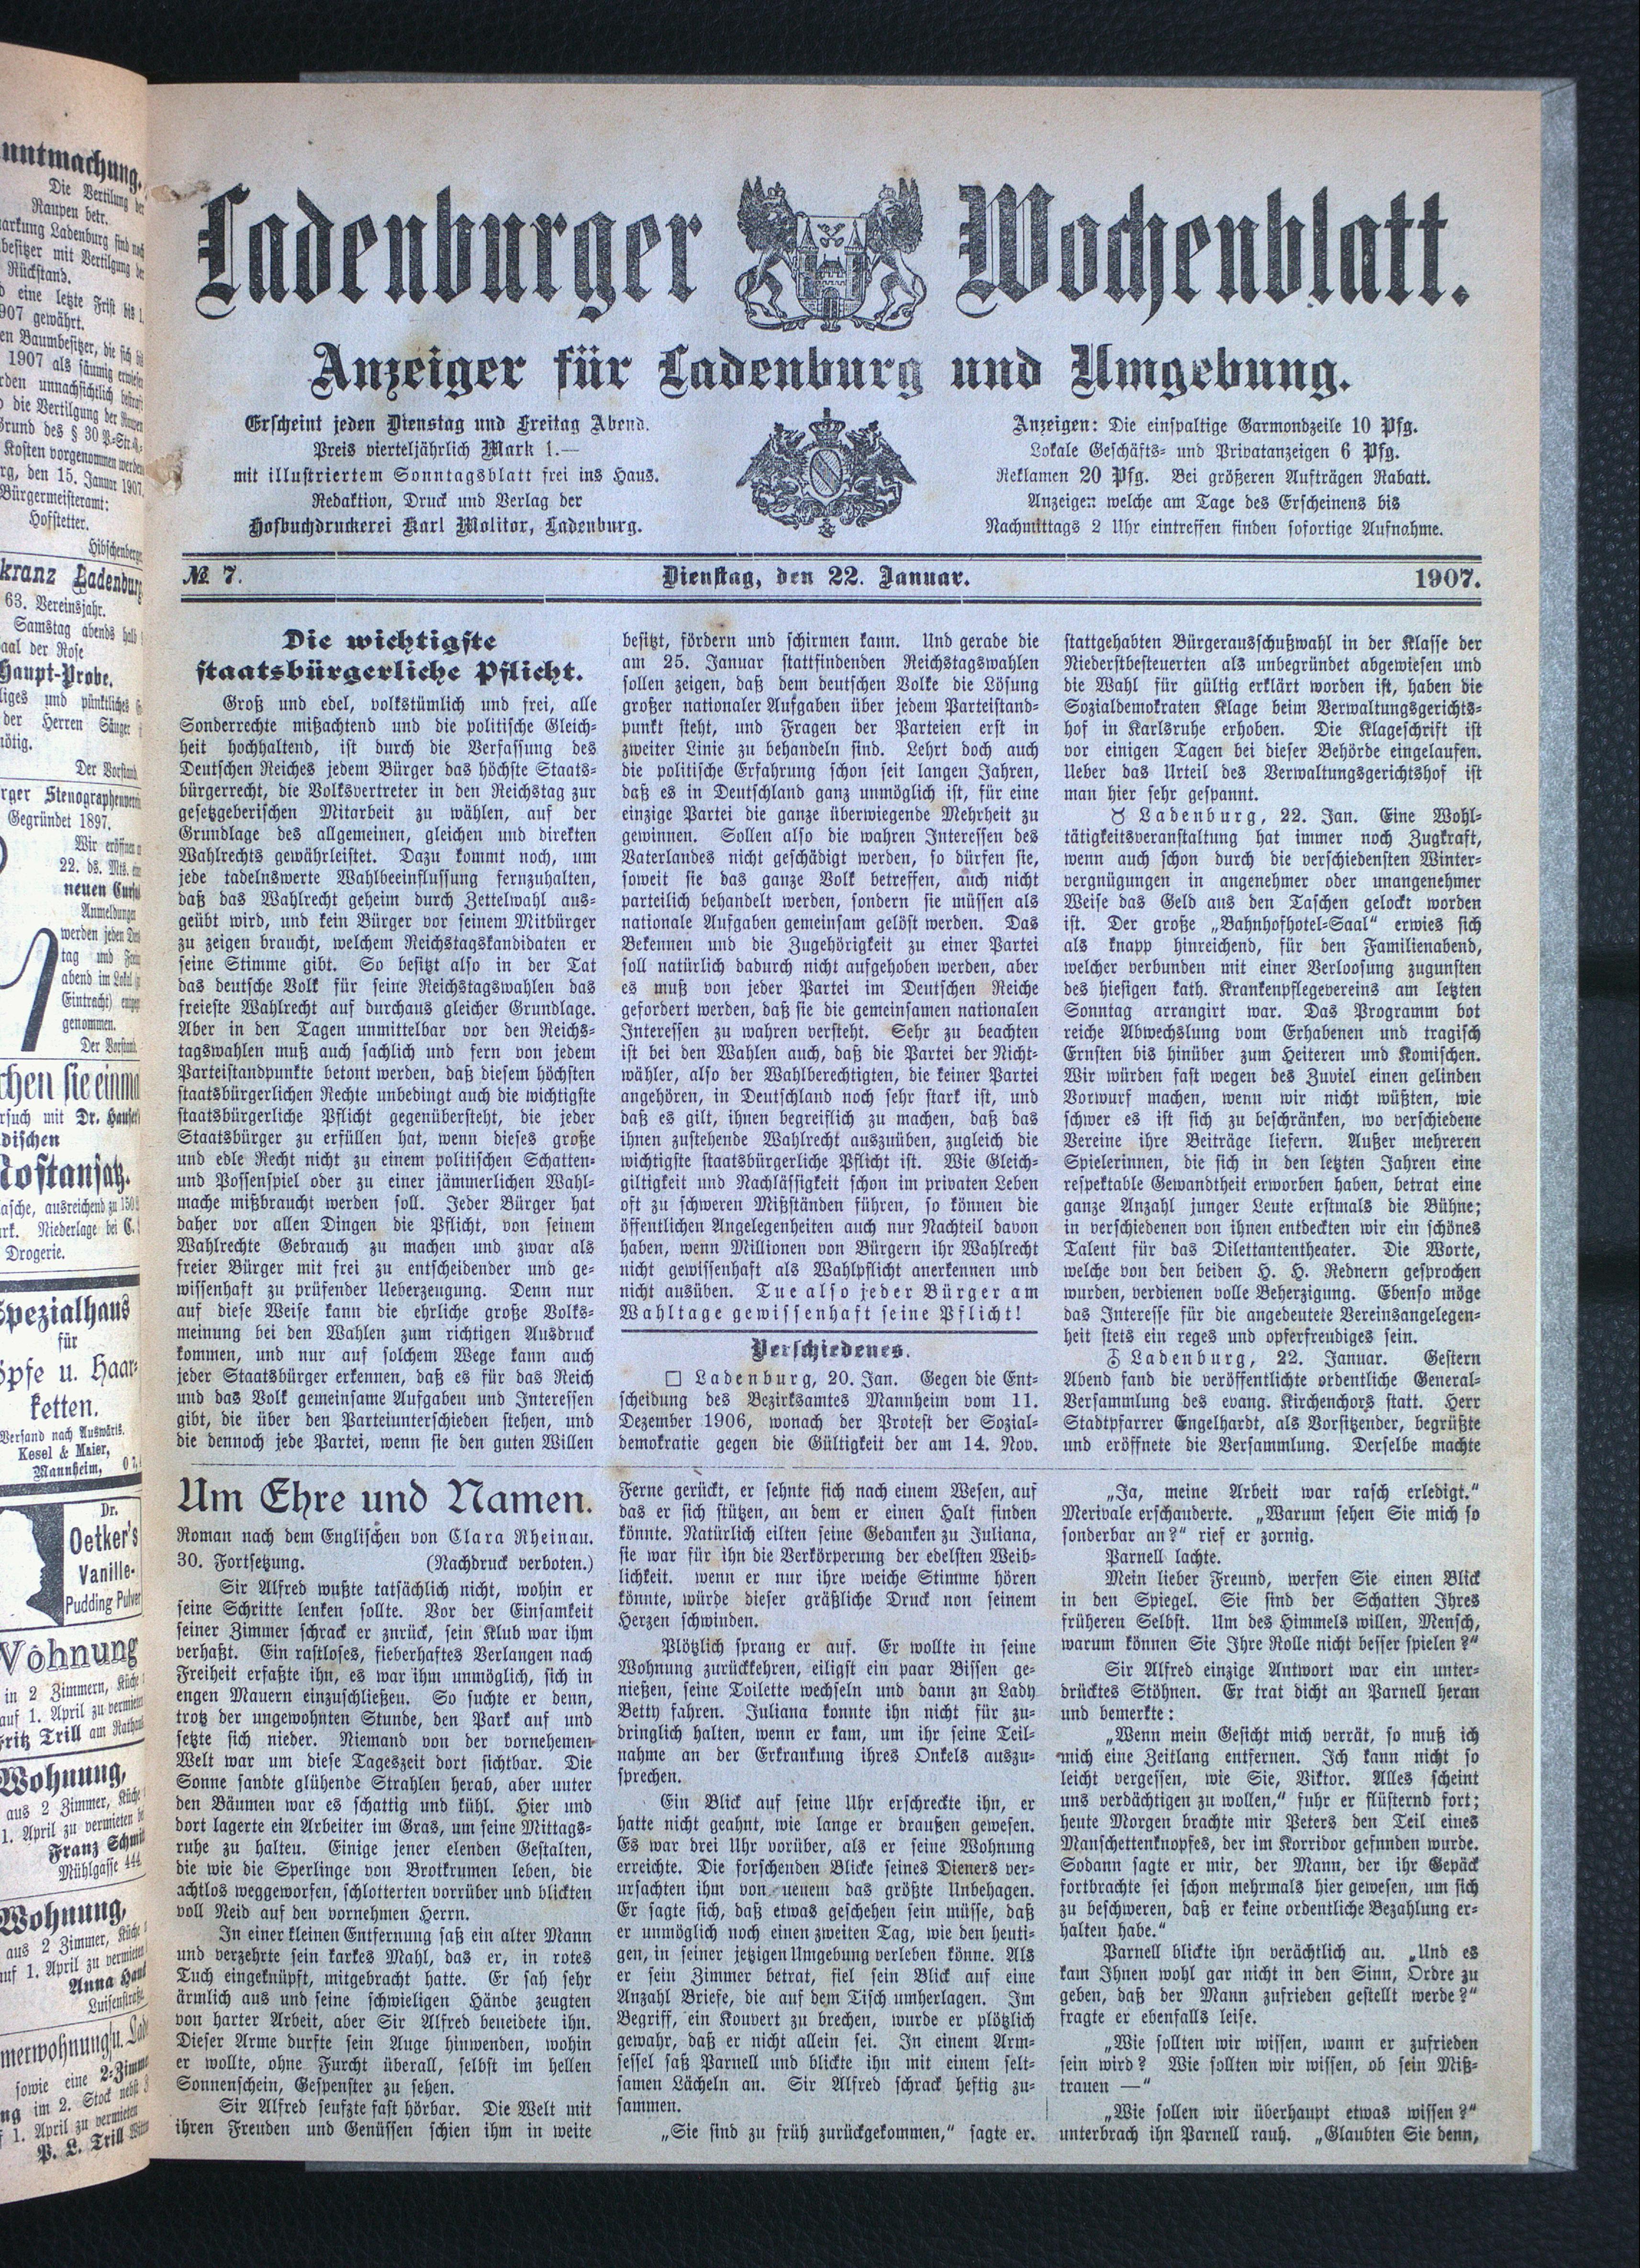 Ladenburger Wochenblatt.
Anzeiger für Ladenburg und Umgebung.
Erscheint jeden Dienstag und Freitag Abend.
Preis vierteljährlich Mark 1.—
mit illustriertem Sonntagsblatt frei ins Haus.
Redaktion, Druck und Verlag der
Hofbuchdruckerei Karl Molitor, Ladenburg.
Anzeigen: Die einspaltige Garmondzeile 10 Pfg.
Lokale Geschäfts- und Privatanzeigen 6 Pfg.
Reklamen 20 Pfg. Bei größeren Aufträgen Rabatt.
Anzeigen welche am Tage des Erscheinens bis
Nachmittags 2 Uhr eintreffen finden sofortige Aufnahme.
№ 7. Dienstag, den 22. Januar. 1907.
Die wichtigste
staatsbürgerliche Pflicht.
Groß und edel, volkstümlich und frei, alle
Sonderrechte mißachtend und die politische Gleich-
heit hochhaltend, ist durch die Verfassung des
Deutschen Reiches jedem Bürger das höchste Staats-
bürgerrecht, die Volksvertreter in den Reichstag zur
gesetzgeberischen Mitarbeit zu wählen, auf der
Grundlage des allgemeinen, gleichen und direkten
Wahlrechts gewährleistet. Dazu kommt noch, um
jede tadelnswerte Wahlbeeinflussung fernzuhalten,
daß das Wahlrecht geheim durch Zettelwahl aus-
geübt wird, und kein Bürger vor seinem Mitbürger
zu zeigen braucht, welchem Reichstagskandidaten er
seine Stimme gibt. So besitzt also in der Tat
das deutsche Volk für seine Reichstagswahlen das
freieste Wahlrecht auf durchaus gleicher Grundlage.
Aber in den Tagen unmittelbar vor den Reichs-
tagswahlen muß auch sachlich und fern von jedem
Parteistandpunkte betont werden, daß diesem höchsten
staatsbürgerlichen Rechte unbedingt auch die wichtigste
staatsbürgerliche Pflicht gegenübersteht, die jeder
Staatsbürger zu erfüllen hat, wenn dieses große
und edle Recht nicht zu einem politischen Schatten-
und Possenspiel oder zu einer jämmerlichen Wahl-
mache mißbraucht werden soll. Jeder Bürger hat
daher vor allen Dingen die Pflicht, von seinem
Wahlrechte Gebrauch zu machen und zwar als
freier Bürger mit frei zu entscheidender und ge-
wissenhaft zu prüfender Ueberzeugung. Denn nur
auf diese Weise kann die ehrliche große Volks-
meinung bei den Wahlen zum richtigen Ausdruck
kommen, und nur auf solchem Wege kann auch
jeder Staatsbürger erkennen, daß es für das Reich
und das Volk gemeinsame Aufgaben und Interessen
gibt, die über den Parteiunterschieden stehen, und
die dennoch jede Partei, wenn sie den guten Willen
besitzt, fördern und schirmen kann. Und gerade die
am 25. Januar stattfindenden Reichstagswahlen
sollen zeigen, daß dem deutschen Volke die Lösung
großer nationaler Aufgaben über jedem Parteistand-
punkt steht, und Fragen der Parteien erst in
zweiter Linie zu behandeln sind. Lehrt doch auch
die politische Erfahrung schon seit langen Jahren,
daß es in Deutschland ganz unmöglich ist, für eine
einzige Partei die ganze überwiegende Mehrheit zu
gewinnen. Sollen also die wahren Interessen des
Vaterlandes nicht geschädigt werden, so dürfen sie,
soweit sie das ganze Volk betreffen, auch nicht
parteilich behandelt werden, sondern sie müssen als
nationale Aufgaben gemeinsam gelöst werden. Das
Bekennen und die Zugehörigkeit zu einer Partei
soll natürlich dadurch nicht aufgehoben werden, aber
es muß von jeder Partei im Deutschen Reiche
gefordert werden, daß sie die gemeinsamen nationalen
Interessen zu wahren versteht. Sehr zu beachten
ist bei den Wahlen auch, daß die Partei der Nicht-
wähler, also der Wahlberechtigten, die keiner Partei
angehören, in Deutschland noch sehr stark ist, und
daß es gilt, ihnen begreiflich zu machen, daß das
ihnen zustehende Wahlrecht auszuüben, zugleich die
wichtigste staatsbürgerliche Pflicht ist. Wie Gleich-
giltigkeit und Nachlässigkeit schon im privaten Leben
oft zu schweren Mißständen führen, so können die
öffentlichen Angelegenheiten auch nur Nachteil davon
haben, wenn Millionen von Bürgern ihr Wahlrecht
nicht gewissenhaft als Wahlpflicht anerkennen und
nicht ausüben. Tue also jeder Bürger am
Wahltage gewissenhaft seine Pflicht!
Verschiedenes.
□ Ladenburg, 20. Jan. Gegen die Ent-
scheidung des Bezirksamtes Mannheim vom 11.
Dezember 1906, wonach der Protest der Sozial-
demokratie gegen die Gültigkeit der am 14. Nov.
stattgehabten Bürgerausschußwahl in der Klasse der
Niederstbesteuerten als unbegründet abgewiesen und
die Wahl für gültig erklärt worden ist, haben die
Sozialdemokraten Klage beim Verwaltungsgerichts-
hof in Karlsruhe erhoben. Die Klageschrift ist
vor einigen Tagen bei dieser Behörde eingelaufen.
Ueber das Urteil des Verwaltungsgerichtshof ist
man hier sehr gespannt.
♉ Ladenburg, 22. Jan. Eine Wohl-
tätigkeitsveranstaltung hat immer noch Zugkraft,
wenn auch schon durch die verschiedensten Winter-
vergnügungen in angenehmer oder unangenehmer
Weise das Geld aus den Taschen gelockt worden
ist. Der große „Bahnhofhotel-Saal“ erwies sich
als knapp hinreichend, für den Familienabend,
welcher verbunden mit einer Verloosung zugunsten
des hiesigen kath. Krankenpflegevereins am letzten
Sonntag arrangirt war. Das Programm bot
reiche Abwechslung vom Erhabenen und tragisch
Ernsten bis hinüber zum Heiteren und Komischen.
Wir würden fast wegen des Zuviel einen gelinden
Vorwurf machen, wenn wir nicht wüßten, wie
schwer es ist sich zu beschränken, wo verschiedene
Vereine ihre Beiträge liefern. Außer mehreren
Spielerinnen, die sich in den letzten Jahren eine
respektable Gewandtheit erworben haben, betrat eine
ganze Anzahl junger Leute erstmals die Bühne;
in verschiedenen von ihnen entdeckten wir ein schönes
Talent für das Dilettantentheater. Die Worte,
welche von den beiden H. H. Rednern gesprochen
wurden, verdienen volle Beherzigung. Ebenso möge
das Interesse für die angedeutete Vereinsangelegen-
heit stets ein reges und opferfreudiges sein.
Ladenburg, 22. Januar. Gestern
Abend fand die veröffentlichte ordentliche General-
Versammlung des evang. Kirchenchors statt. Herr
Stadtpfarrer Engelhardt, als Vorsitzender, begrüßte
und eröffnete die Versammlung. Derselbe machte
Um Ehre und Namen.
Roman nach dem Englischen von Clara Rheinau.
30. Fortsetzung. (Nachdruck verboten.)
Sir Alfred wußte tatsächlich nicht, wohin er
seine Schritte lenken sollte. Vor der Einsamkeit
seiner Zimmer schrack er zurück, sein Klub war ihm
verhaßt. Ein rastloses, fieberhaftes Verlangen nach
Freiheit erfaßte ihn, es war ihm unmöglich, sich in
engen Mauern einzuschließen. So suchte er denn,
trotz der ungewohnten Stunde, den Park auf und
setzte sich nieder. Niemand von der vornehmen
Welt war um diese Tageszeit dort sichtbar. Die
Sonne sandte glühende Strahlen herab, aber unter
den Bäumen war es schattig und kühl. Hier und
dort lagerte ein Arbeiter im Gras, um seine Mittags-
ruhe zu halten. Einige jener elenden Gestalten,
die wie die Sperlinge von Brotkrumen leben, die
achtlos weggeworfen, schlotterten vorrüber und blickten
voll Neid auf den vornehmen Herrn.
In einer kleinen Entfernung saß ein alter Mann
und verzehrte sein karkes Mahl, das er, in rotes
Tuch eingeknüpft, mitgebracht hatte. Er sah sehr
ärmlich aus und seine schwieligen Hände zeugten
von harter Arbeit, aber Sir Alfred beneidete ihn.
Dieser Arme durfte sein Auge hinwenden, wohin
er wollte, ohne Furcht überall, selbst im hellen
Sonnenschein, Gespenster zu sehen.
Sir Alfred seufzte fast hörbar. Die Welt mit
ihren Freuden und Genüssen schien ihm in weite
Ferne gerückt, er sehnte sich nach einem Wesen, auf
das er sich stützen, an dem er einen Halt finden
könnte. Natürlich eilten seine Gedanken zu Juliana,
sie war für ihn die Verkörperung der edelsten Weib-
lichkeit. wenn er nur ihre weiche Stimme hören
könnte, würde dieser gräßliche Druck non seinem
Herzen schwinden.
Plötzlich sprang er auf. Er wollte in seine
Wohnung zurückkehren, eiligst ein paar Bissen ge-
nießen, seine Toilette wechseln und dann zu Lady
Betty fahren. Juliana konnte ihn nicht für zu-
dringlich halten, wenn er kam, um ihr seine Teil-
nahme an der Erkrankung ihres Onkels auszu-
sprechen.
Ein Blick auf seine Uhr erschreckte ihn, er
hatte nicht geahnt, wie lange er draußen gewesen.
Es war drei Uhr vorüber, als er seine Wohnung
erreichte. Die forschenden Blicke seines Dieners ver-
ursachten ihm von neuem das größte Unbehagen.
Er sagte sich, daß etwas geschehen sein müsse, daß
er unmöglich noch einen zweiten Tag, wie den heuti-
gen, in seiner jetzigen Umgebung verleben könne. Als
er sein Zimmer betrat, fiel sein Blick auf eine
Anzahl Briefe, die auf dem Tisch umherlagen. Im
Begriff, ein Kouvert zu brechen, wurde er plötzlich
gewahr, daß er nicht allein sei. In einem Arm-
sessel saß Parnell und blickte ihn mit einem selt-
samen Lächeln an. Sir Alfred schrack heftig zu-
sammen.
„Sie sind zu früh zurückgekommen,“ sagte er.
„Ja, meine Arbeit war rasch erledigt.“
Merivale erschauderte. „Warum sehen Sie mich so
sonderbar an?“ rief er zornig.
Parnell lachte.
Mein lieber Freund, werfen Sie einen Blick
in den Spiegel. Sie sind der Schatten Ihres
früheren Selbst. Um des Himmels willen, Mensch,
warum können Sie Ihre Rolle nicht besser spielen?“
Sir Alfred einzige Antwort war ein unter-
drücktes Stöhnen. Er trat dicht an Parnell heran
und bemerkte:
„Wenn mein Gesicht mich verrät, so muß ich
mich eine Zeitlang entfernen. Ich kann nicht so
leicht vergessen, wie Sie, Viktor. Alles scheint
uns verdächtigen zu wollen,“ fuhr er flüsternd fort;
heute Morgen brachte mir Peters den Teil eines
Manschettenknopfes, der im Korridor gefunden wurde.
Sodann sagte er mir, der Mann, der ihr Gepäck
fortbrachte sei schon mehrmals hier gewesen, um sich
zu beschweren, daß er keine ordentliche Bezahlung er-
halten habe.“
Parnell blickte ihn verächtlich an. „Und es
kam Ihnen wohl gar nicht in den Sinn, Ordre zu
geben, daß der Mann zufrieden gestellt werde?“
fragte er ebenfalls leise.
„Wie sollten wir wissen, wann er zufrieden
sein wird? Wie sollten wir wissen, ob sein Miß-
trauen —“
„Wie sollen wir überhaupt etwas wissen?“
unterbrach ihn Parnell rauh. „Glaubten Sie denn,
Die Vertilung der
Raupen betr.
Rückstand.
1907 gewährt.
Bürgermeisteramt:
Hofstetter.
63. Vereinsjahr.
Haupt-Probe.
Der Vorstand.
Gegründet 1897.
22. ds. Mts.
werden jeden
genommen.
Der Vorstand.
Drogerie.
Spezialhaus
für
ketten.
Versand nach Auswärts.
Kesel & Maier,
Mannheim,
Dr.
Oetker's
Vanille-
Pudding Pulver
Wohnung
in 2 Zimmern, Küche
auf 1. April zu vermieten
Fritz Trill am
Wohnung,
aus 2 Zimmer, Küche
1. April zu vermieten
Franz Schmitt
Mühlgasse 444.
Wohnung,
aus 2 Zimmer, Küche
auf 1. April zu vermieten
Anna
sowie eine 2-Zimmer
im 2. Stock nebst
1. April zu vermieten
P. L. Trill